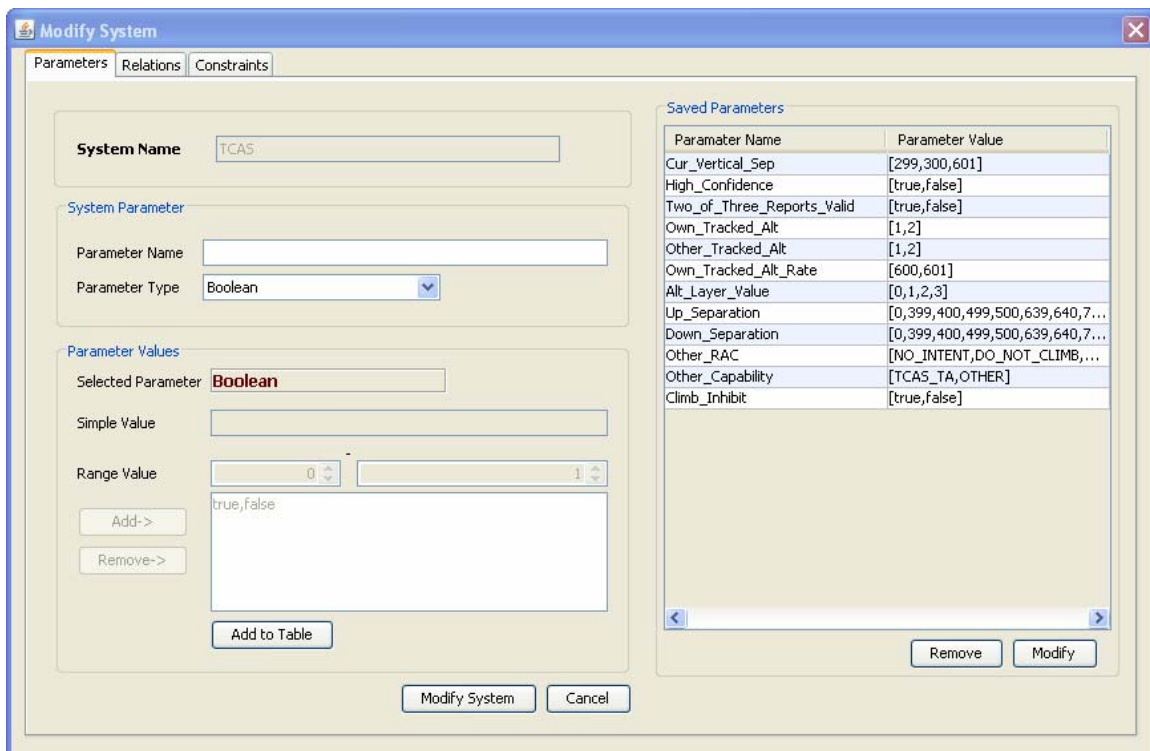 Modify System
Parameters Relations Constraints
System Name TCAS
System Parameter
Parameter Name
Parameter Type Boolean
Parameter Values
Selected Parameter Boolean
Simple Value
Range Value 0 - 1
Add->
Remove->
true,false
Add to Table
Modify System Cancel
Saved Parameters
Paramater Name Parameter Value
Cur_Vertical_Sep [299,300,601]
High_Confidence [true,false]
Two_of_Three_Reports_Valid [true,false]
Own_Tracked_Alt [1,2]
Other_Tracked_Alt [1,2]
Own_Tracked_Alt_Rate [600,601]
Alt_Layer_Value [0,1,2,3]
Up_Separation [0,399,400,499,500,639,640,7...
Down_Separation [0,399,400,499,500,639,640,7...
Other_RAC [NO_INTENT,DO_NOT_CLIMB,...
Other_Capability [TCAS_TA,OTHER]
Climb_Inhibit [true,false]
Remove Modify